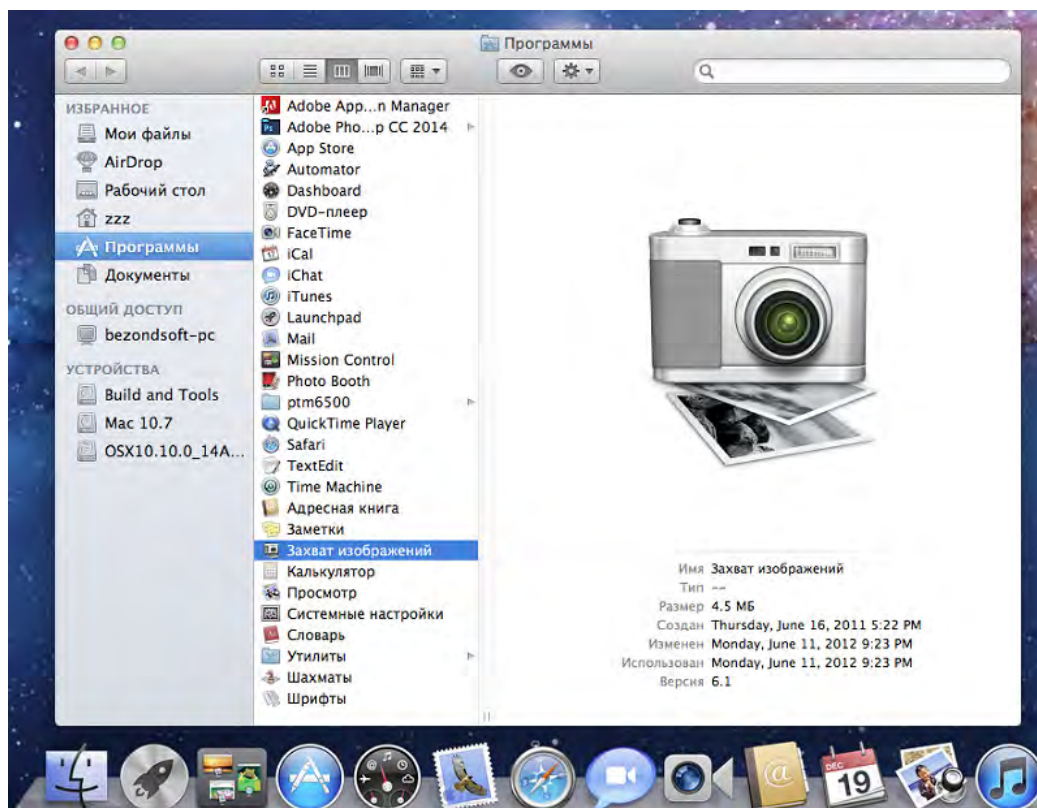 Программы
ИЗБРАННОЕ
Мои файлы
AirDrop
Рабочий стол
zzz
Программы
Документы
ОБЩИЙ ДОСТУП
bezondsoft-pc
УСТРОЙСТВА
Build and Tools
Mac 10.7
OSX10.10.0_14A...
Adobe App...n Manager
Adobe Pho...p CC 2014
App Store
Automator
Dashboard
DVD-плеер
FaceTime
iCal
iChat
iTunes
Launchpad
Mail
Mission Control
Photo Booth
ptm6500
QuickTime Player
Safari
TextEdit
Time Machine
Адресная книга
Заметки
Захват изображений
Калькулятор
Просмотр
Системные настройки
Словарь
Утилиты
Шахматы
Шрифты
Имя Захват изображений
Тип --
Размер 4.5 МБ
Создан Thursday, June 16, 2011 5:22 PM
Изменен Monday, June 11, 2012 9:23 PM
Использован Monday, June 11, 2012 9:23 PM
Версия 6.1
DEC
19